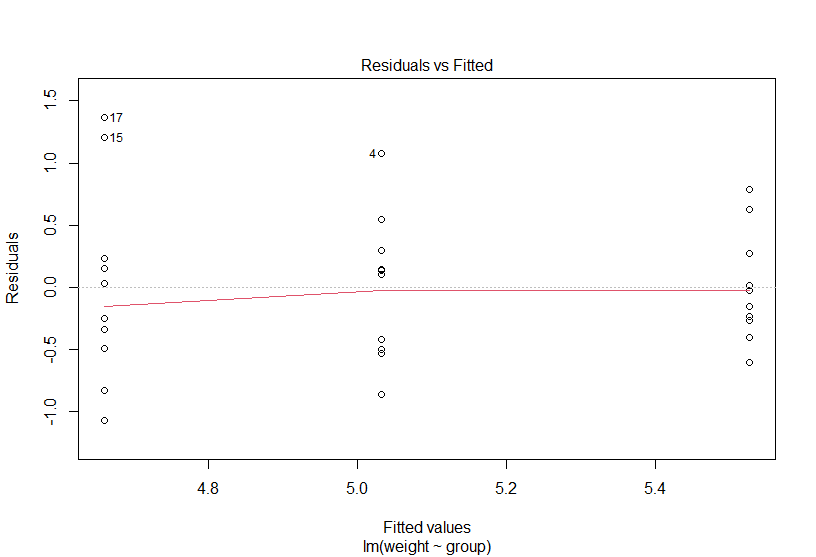 Residuals vs Fitted
1.5
1.0
0.5
0.0
-0.5
-1.0
Residuals
17
15
4
4.8 5.0 5.2 5.4
Fitted values
lm(weight ~ group)